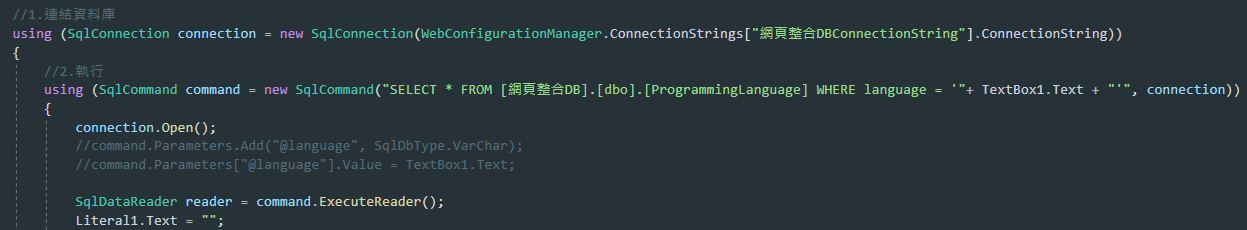 //1.連結資料庫
using (SqlConnection connection = new SqlConnection(WebConfigurationManager.ConnectionStrings["網頁整合DBConnectionString"].ConnectionString))
{
//2.執行
using (SqlCommand command = new SqlCommand("SELECT * FROM [網頁整合DB].[dbo].[ProgrammingLanguage] WHERE language = '"+ TextBox1.Text + "'", connection))
{
connection.Open();
//command.Parameters.Add("@language", SqlDbType.VarChar);
//command.Parameters["@language"].Value = TextBox1.Text;
SqlDataReader reader = command.ExecuteReader();
Literal1.Text = "";